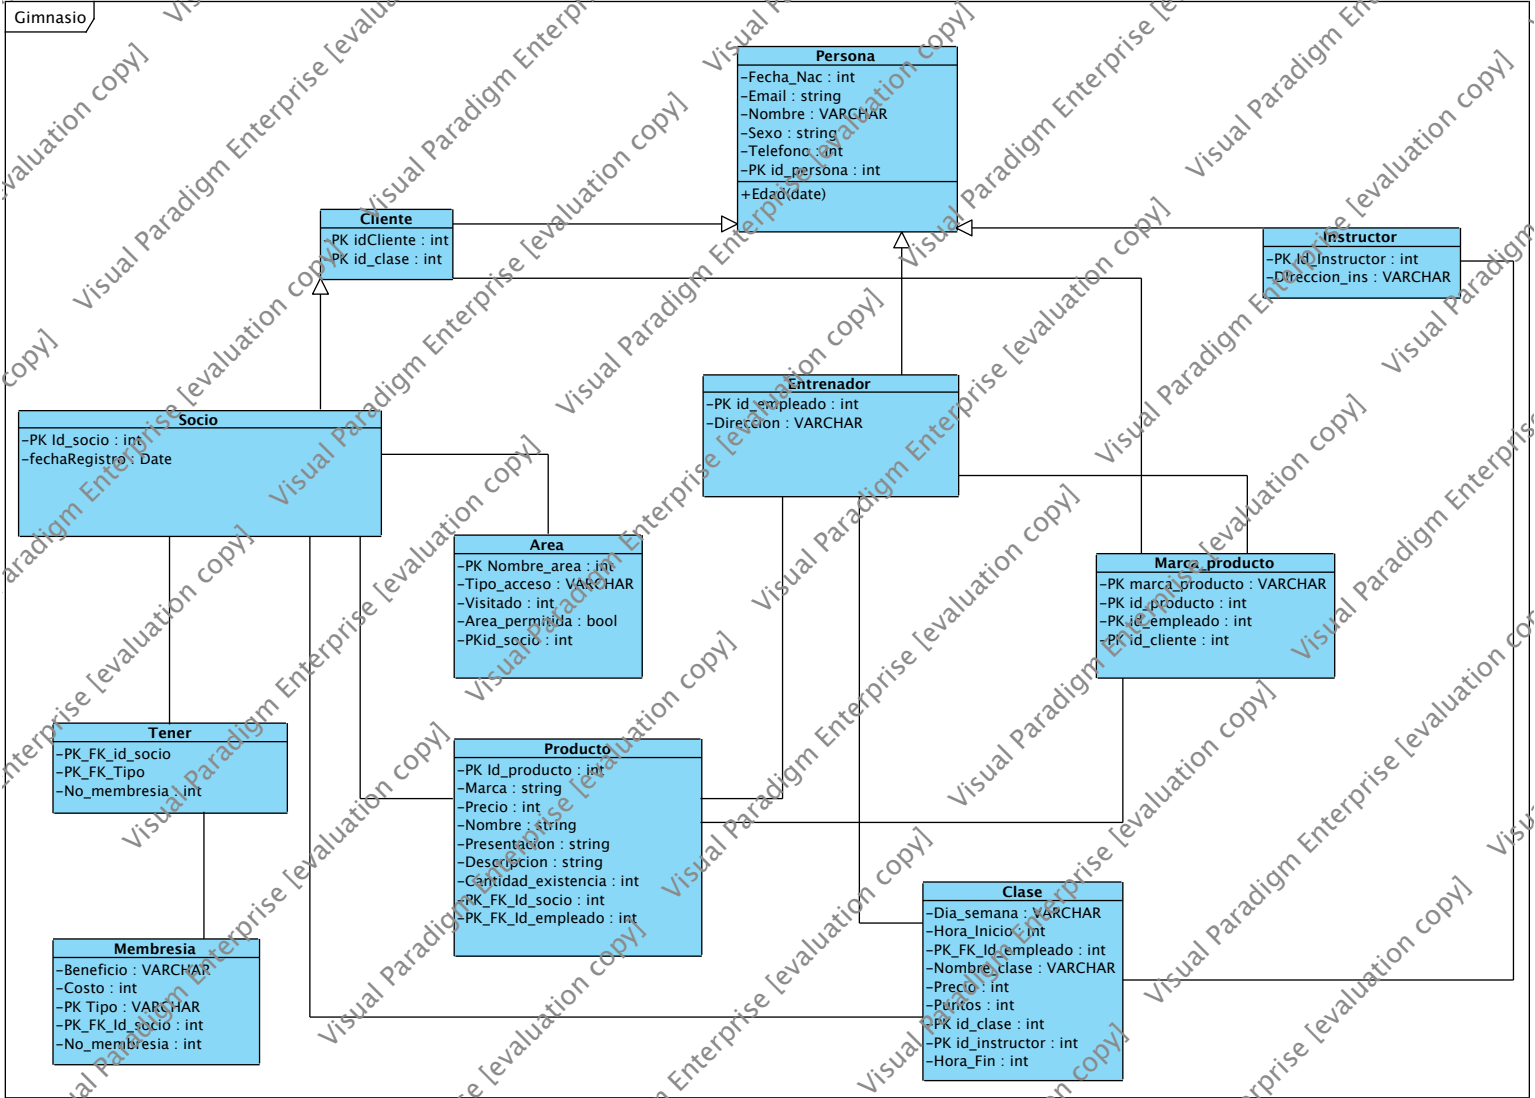 Gimnasio
Persona
-Fecha_Nac : int
-Email : string
-Nombre : VARCHAR
-Sexo : string
-Telefono : int
-PK id_persona : int
+Edad(date)
Cliente
-PK idCliente : int
-PK id_clase : int
Instructor
-PK Id_Instructor : int
-Direccion_ins : VARCHAR
Entrenador
-PK id_empleado : int
-Direccion : VARCHAR
Socio
-PK Id_socio : int
-fechaRegistro : Date
Area
-PK Nombre_area : int
-Tipo_acceso : VARCHAR
-Visitado : int
-Area_permitida : bool
-PKid_socio : int
Marca_producto
-PK marca_producto : VARCHAR
-PK id_producto : int
-PK id_empleado : int
-PK id_cliente : int
Tener
-PK_FK_id_socio
-PK_FK_Tipo
-No_membresia : int
Producto
-PK Id_producto : int
-Marca : string
-Precio : int
-Nombre : string
-Presentacion : string
-Descripcion : string
-Cantidad_existencia : int
-PK_FK_Id_socio : int
-PK_FK_Id_empleado : int
Clase
-Dia_semana : VARCHAR
-Hora_Inicio : int
-PK_FK_Id_empleado : int
-Nombre_clase : VARCHAR
-Precio : int
-Puntos : int
-PK id_clase : int
-PK id_instructor : int
-Hora_Fin : int
Membresia
-Beneficio : VARCHAR
-Costo : int
-PK Tipo : VARCHAR
-PK_FK_Id_socio : int
-No_membresia : int
Visual Paradigm Enterprise [evaluation copy]